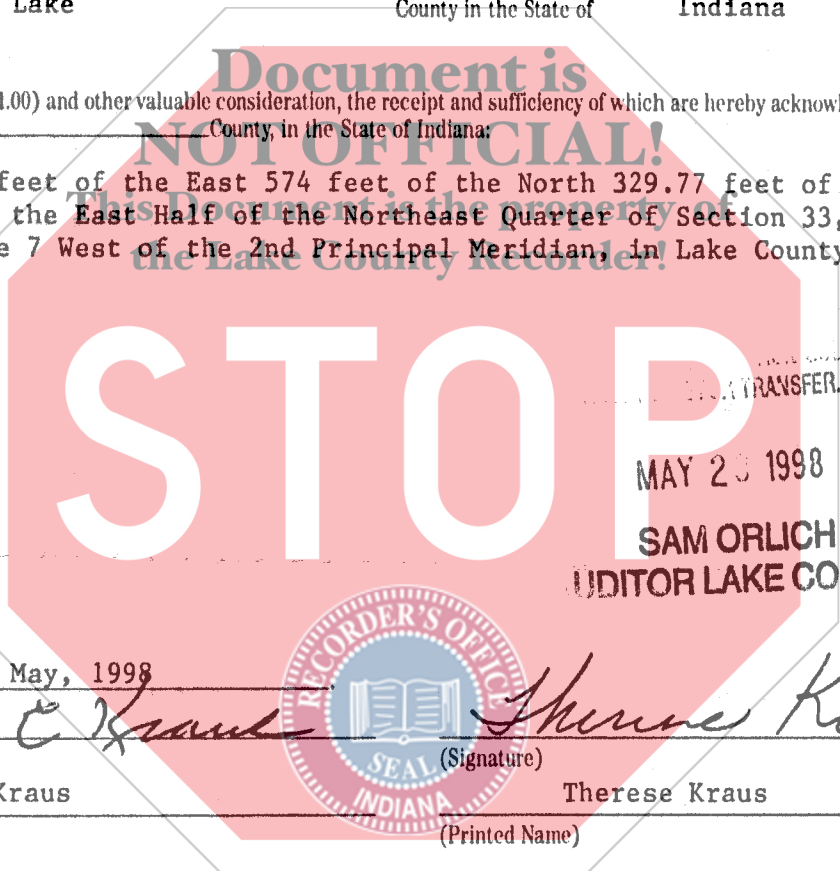 Lake County in the State of Indiana
Document is
1.00) and other valuable consideration, the receipt and sufficiency of which are hereby acknowl
County, in the State of Indiana:
NOT OFFICIAL!
feet of the East 574 feet of the North 329.77 feet of
This Document is the property of
the East Half of the Northeast Quarter of Section 33,
e 7 West of the 2nd Principal Meridian, in Lake County
the Lake County Recorder!
STOP
TRANSFER.
MAY 2 1998
SAM ORLICH
UDITOR LAKE CO
RECORDER'S OFFICE
SEAL
INDIANA
May, 1998
E Kraus
Therese K
(Signature)
Kraus
Therese Kraus
(Printed Name)